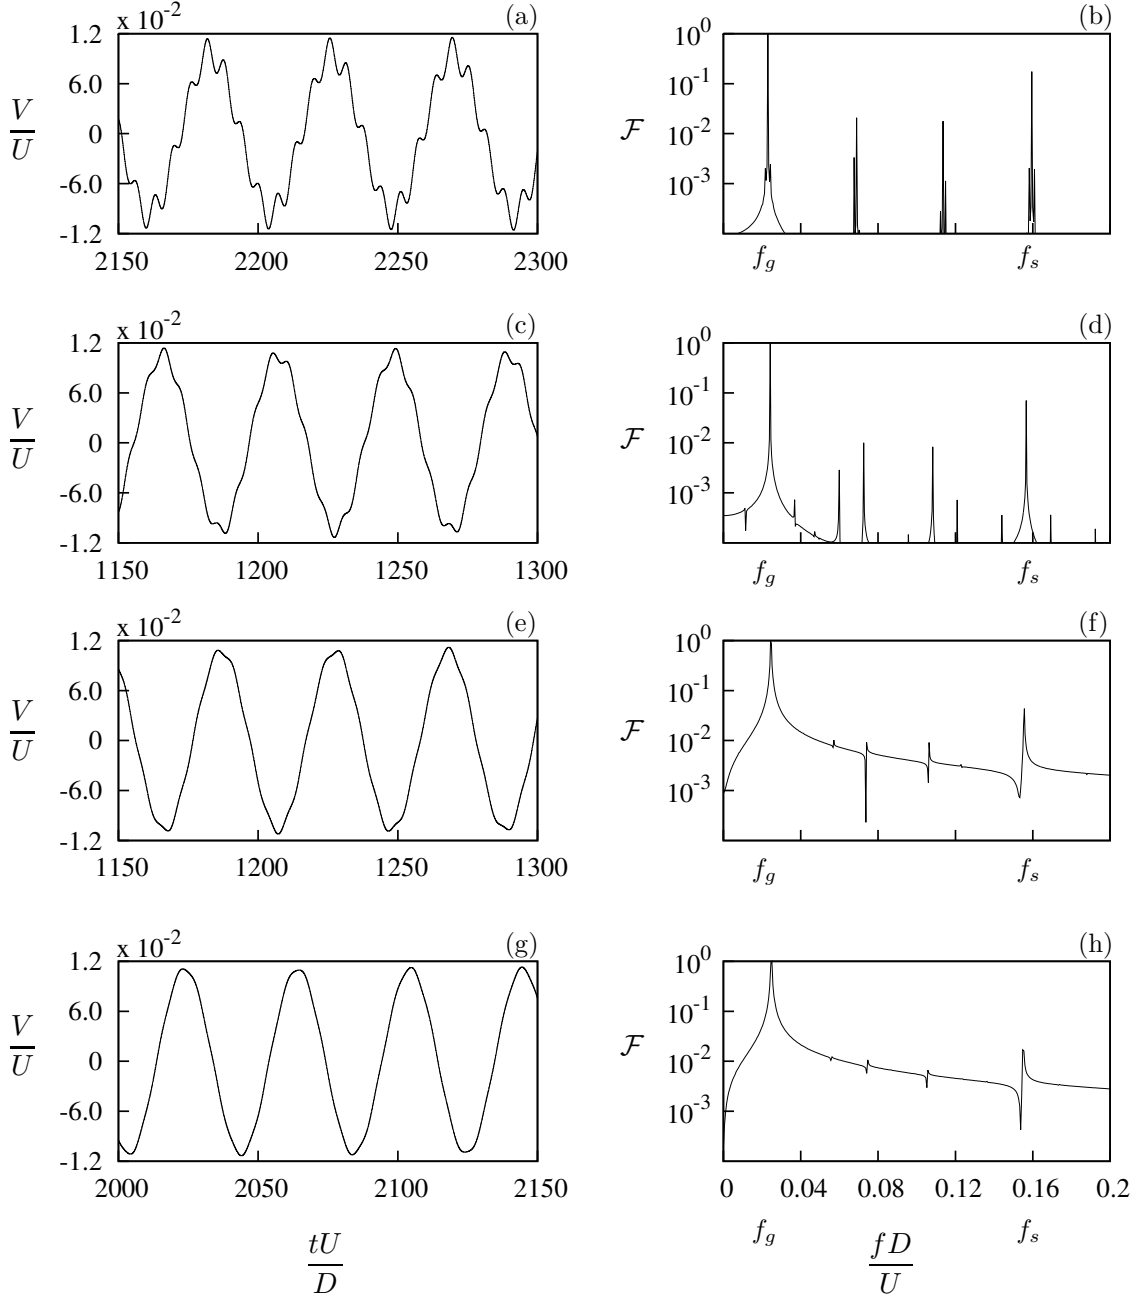 x 10-2 (a) (b)
1.2
6.0
0
-6.0
-1.2
V/U
2150 2200 2250 2300
10^0
10^-1
10^-2
10^-3
F
f_g f_s
x 10-2 (c) (d)
1.2
6.0
0
-6.0
-1.2
V/U
1150 1200 1250 1300
10^0
10^-1
10^-2
10^-3
F
f_g f_s
x 10-2 (e) (f)
1.2
6.0
0
-6.0
-1.2
V/U
1150 1200 1250 1300
10^0
10^-1
10^-2
10^-3
F
f_g f_s
x 10-2 (g) (h)
1.2
6.0
0
-6.0
-1.2
V/U
2000 2050 2100 2150
10^0
10^-1
10^-2
10^-3
F
0 0.04 0.08 0.12 0.16 0.2
f_g f_s
tU/D fD/U